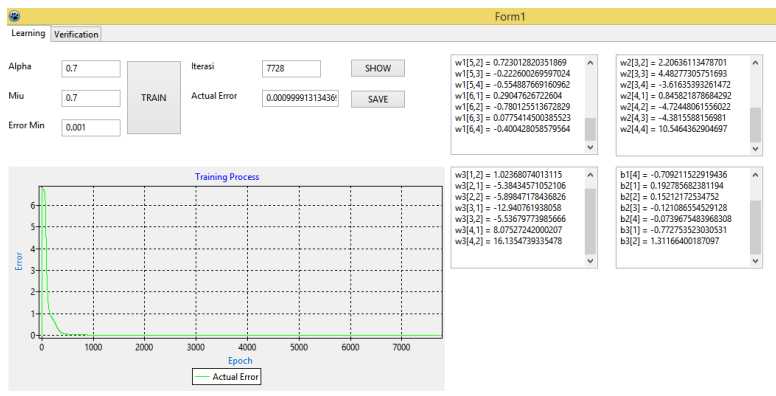 Form1
Learning Verification
Alpha 0.7
Miu 0.7
Error Min 0.001
TRAIN
Iterasi 7728 SHOW
Actual Error 0.00099991313436 SAVE
w1[5,2] = 0.723012820351869
w1[5,3] = -0.222600269597024
w1[5,4] = -0.554887669160962
w1[6,1] = 0.29047626722604
w1[6,2] = -0.780125513672829
w1[6,3] = 0.0775414500385523
w1[6,4] = -0.400428058579564
w2[3,2] = 2.20636113478701
w2[3,3] = 4.48277305751693
w2[3,4] = -3.61635393261472
w2[4,1] = 0.845821878684292
w2[4,2] = -4.72448061556022
w2[4,3] = -4.3815588156981
w2[4,4] = 10.5464362904697
Training Process
Error
6
5
4
3
2
1
0
0 1000 2000 3000 4000 5000 6000 7000
Epoch
Actual Error
w3[1,2] = 1.02368074013115
w3[2,1] = -5.38434571052106
w3[2,2] = -5.89847178436826
w3[3,1] = -12.940761938058
w3[3,2] = -5.53679773985666
w3[4,1] = 8.07527242000207
w3[4,2] = 16.1354739335478
b1[4] = -0.709211522919436
b2[1] = 0.192785682381194
b2[2] = 0.15212172534752
b2[3] = -0.121086554529128
b2[4] = -0.0739675483968308
b3[1] = -0.772753523030531
b3[2] = 1.31166400187097